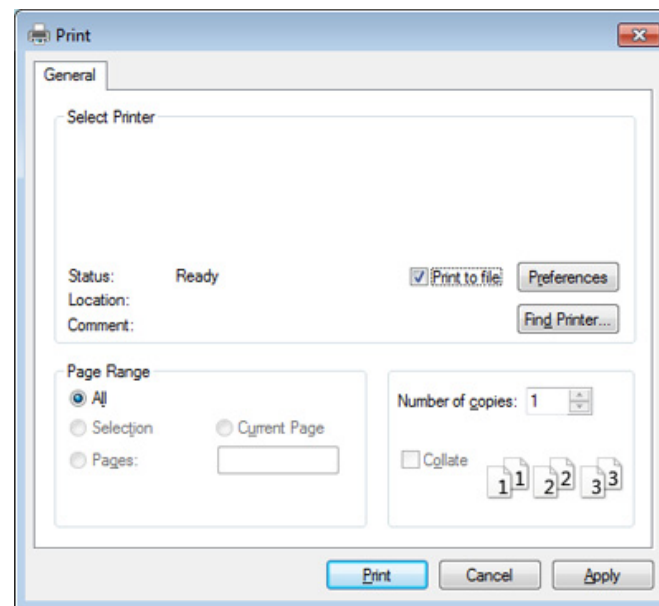 Print
General
Select Printer
Status: Ready
Print to file
Preferences
Location:
Comment:
Find Printer...
Page Range
All
Selection
Current Page
Pages:
Number of copies: 1
Collate
1 1 2 2 3 3
Print
Cancel
Apply